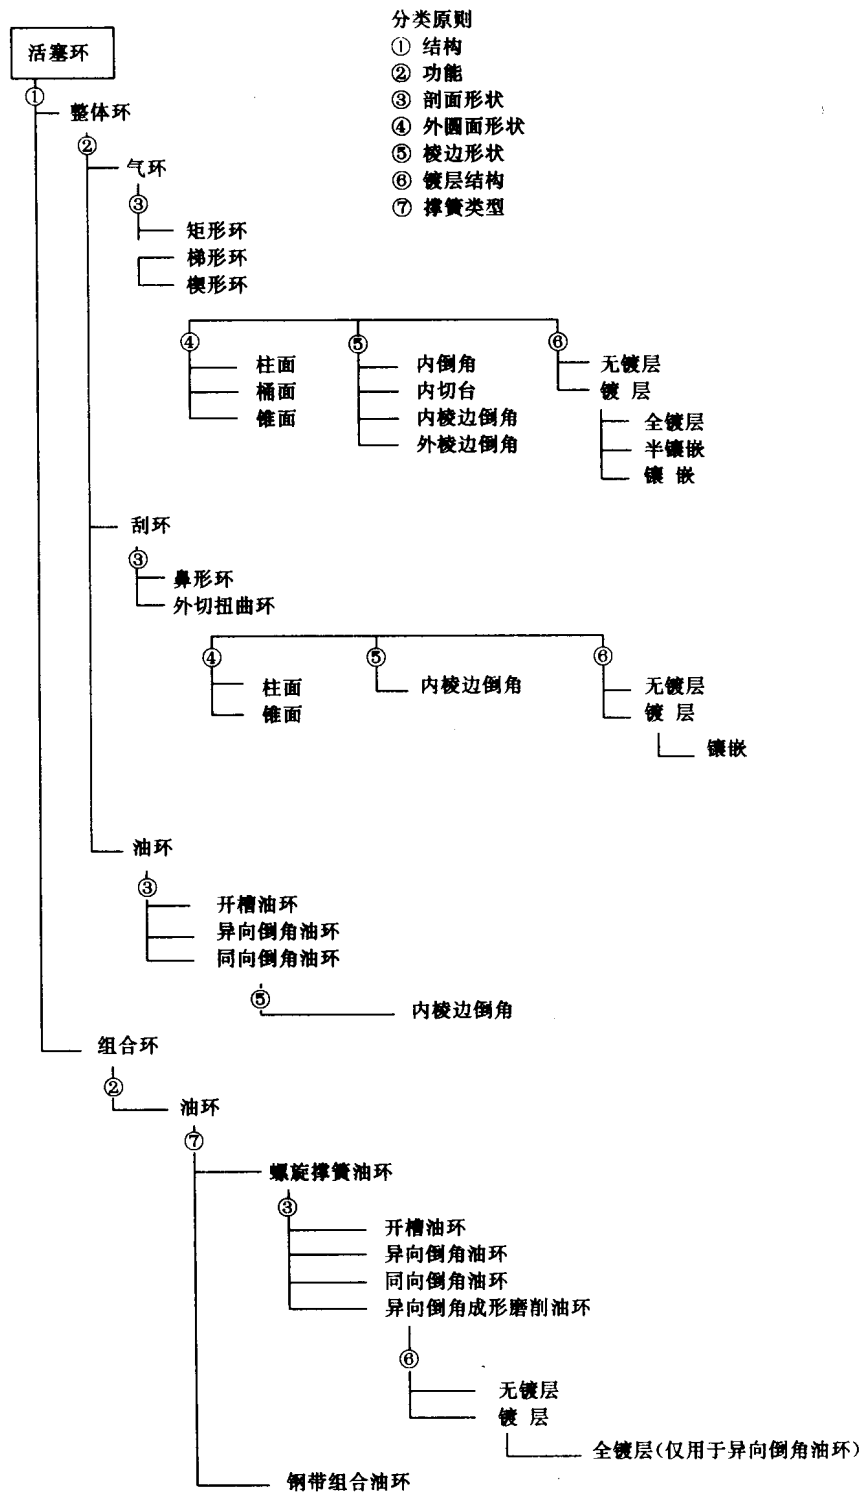 分类原则
① 结构
② 功能
③ 剖面形状
④ 外圆面形状
⑤ 棱边形状
⑥ 镀层结构
⑦ 撑簧类型
活塞环
①
整体环
②
气环
③
矩形环
梯形环
楔形环
④ ⑤ ⑥
柱面 内倒角 无镀层
桶面 内切台 镀 层
锥面 内棱边倒角 全镀层
外棱边倒角 半镶嵌
镶 嵌
刮环
③
鼻形环
外切扭曲环
④ ⑤ ⑥
柱面 内棱边倒角 无镀层
锥面 镀 层
镶嵌
油环
③
开槽油环
异向倒角油环
同向倒角油环
⑤
内棱边倒角
组合环
②
油环
⑦
螺旋撑簧油环
③
开槽油环
异向倒角油环
同向倒角油环
异向倒角成形磨削油环
⑥
无镀层
镀 层
全镀层(仅用于异向倒角油环)
钢带组合油环